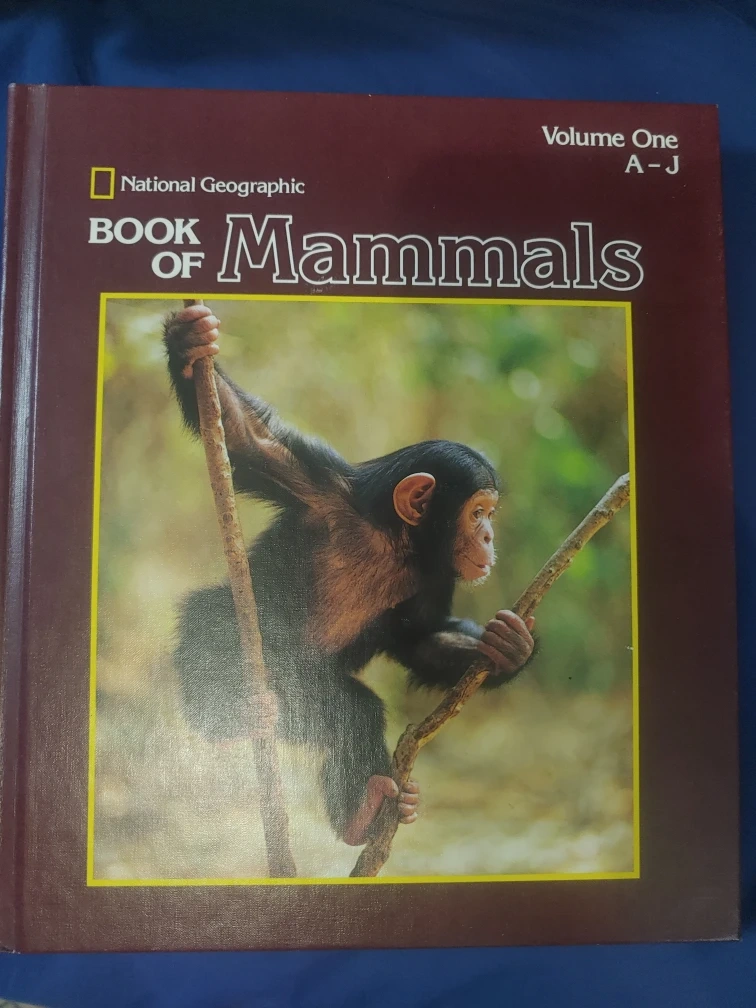 Volume One
A – J
National Geographic
BOOK
OF Mammals